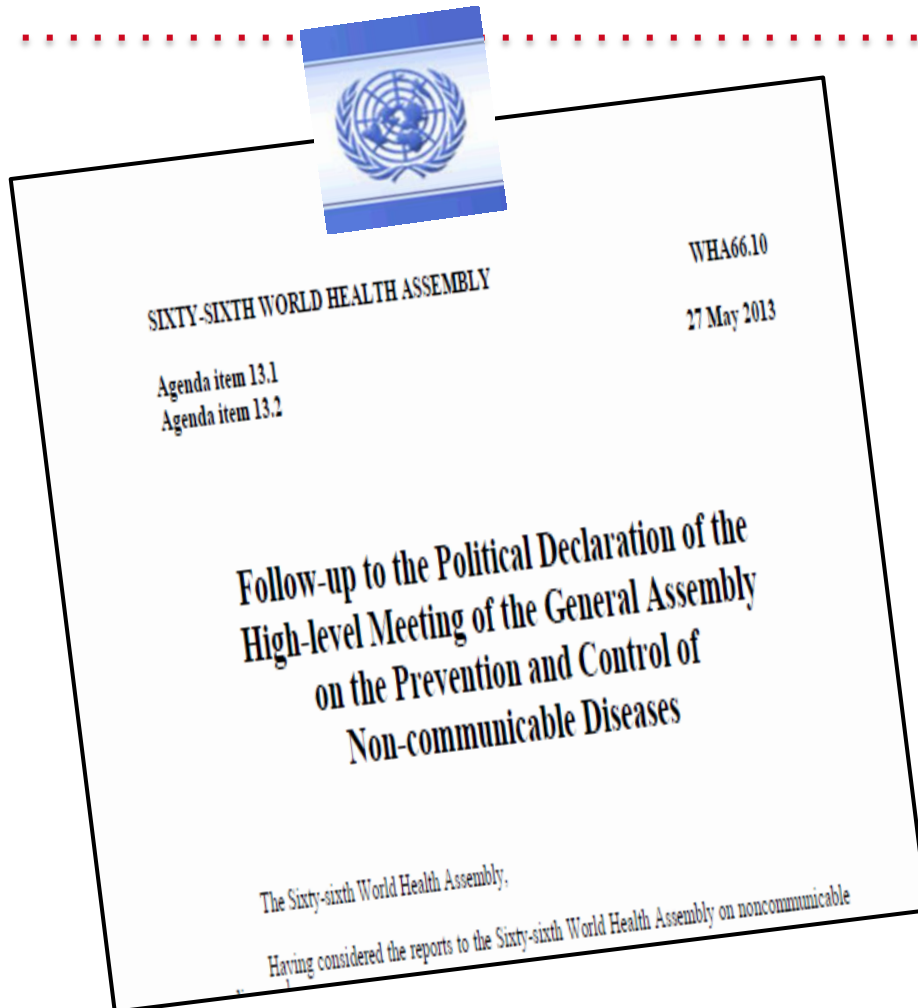 WHA66.10
SIXTY-SIXTH WORLD HEALTH ASSEMBLY
27 May 2013
Agenda item 13.1
Agenda item 13.2
Follow-up to the Political Declaration of the
High-level Meeting of the General Assembly
on the Prevention and Control of
Non-communicable Diseases
The Sixty-sixth World Health Assembly,
Having considered the reports to the Sixty-sixth World Health Assembly on noncommunicable